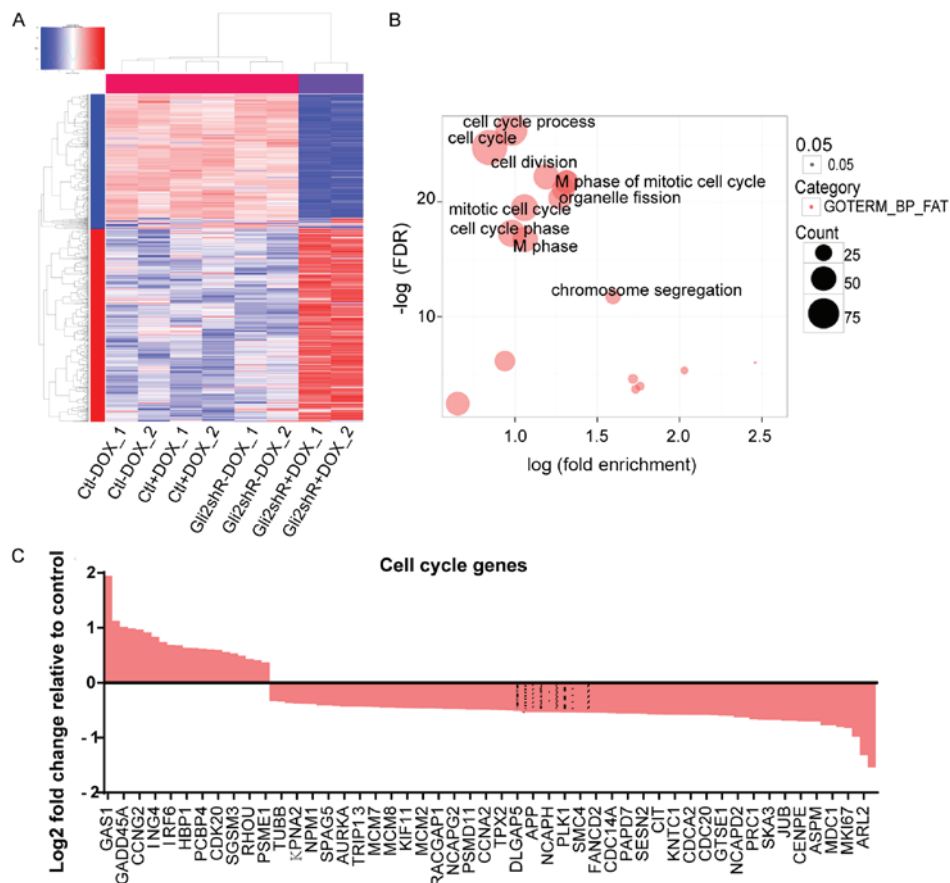 A
Ctl-DOX_1
Ctl-DOX_2
Ctl+DOX_1
Ctl+DOX_2
Gli2shR-DOX_1
Gli2shR-DOX_2
Gli2shR+DOX_1
Gli2shR+DOX_2
B
-log (FDR)
20
10
cell cycle process
cell cycle
cell division
M phase of mitotic cell cycle
organelle fission
mitotic cell cycle
cell cycle phase
M phase
chromosome segregation
1.0 1.5 2.0 2.5
log (fold enrichment)
0.05
0.05
Category
GOTERM_BP_FAT
Count
25
50
75
C
Cell cycle genes
Log2 fold change relative to control
2
1
0
-1
-2
GAS1
GADD45A
CCNG2
ING4
IRF6
HBP1
PCBP4
CDK20
SGSM3
RHOU
PSME1
TUBB
KPNA2
NPM1
SPAG5
AURKA
TRIP13
MCM7
MCM8
KIF11
MCM2
RACGAP1
NCAPG2
PSMD11
CCNA2
TPX2
DLGAP5
APP
NCAPH
PLK1
SMC4
FANCD2
CDC14A
PAPD7
SESN2
CIT
KNTC1
CDCA2
CDC20
GTSE1
NCAPD2
PRC1
SKA3
JUB
CENPE
ASPM
MDC1
MKI67
ARL2